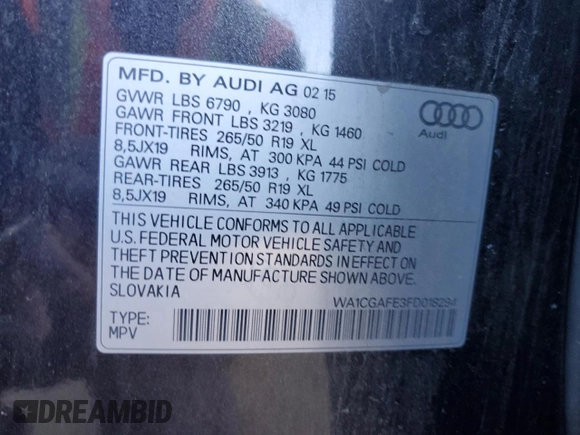 MFD. BY AUDI AG 02 15
GVWR LBS 6790 , KG 3080
GAWR FRONT LBS 3219 , KG 1460
FRONT-TIRES 265/50 R19 XL
8,5JX19 RIMS, AT 300 KPA 44 PSI COLD
GAWR REAR LBS 3913 , KG 1775
REAR-TIRES 265/50 R19 XL
8,5JX19 RIMS, AT 340 KPA 49 PSI COLD
Audi
THIS VEHICLE CONFORMS TO ALL APPLICABLE
U.S. FEDERAL MOTOR VEHICLE SAFETY AND
THEFT PREVENTION STANDARDS IN EFFECT ON
THE DATE OF MANUFACTURE SHOWN ABOVE.
SLOVAKIA
WA1CGAFE3FD018294
TYPE:
MPV
DREAMBID